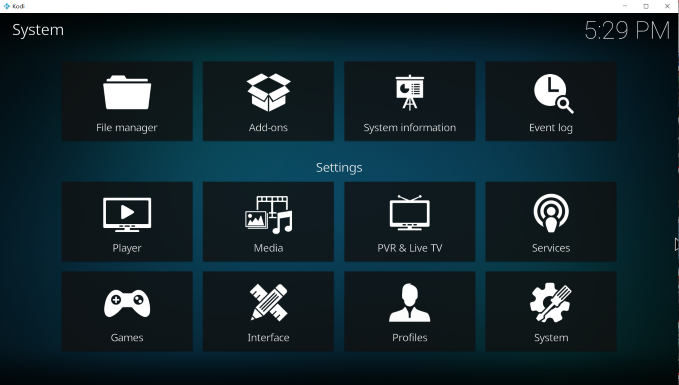 Kodi
System
5:29 PM
File manager
Add-ons
System information
Event log
Settings
Player
Media
PVR & Live TV
Services
Games
Interface
Profiles
System